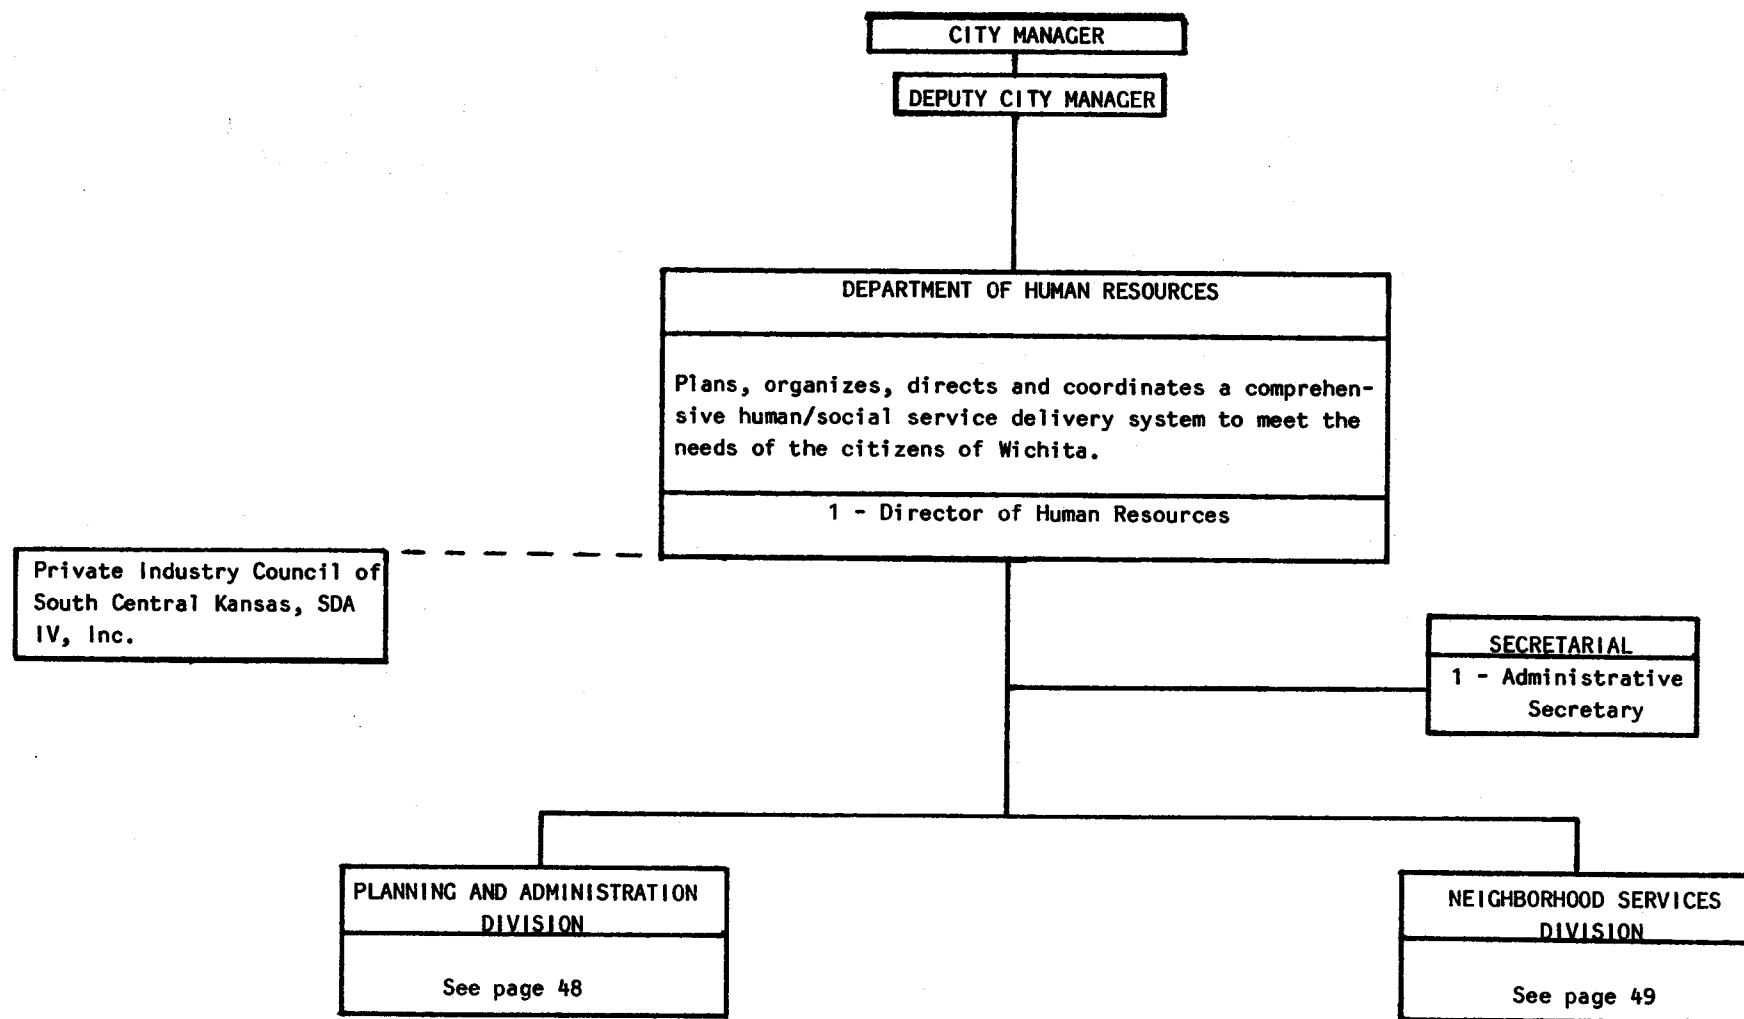 CITY MANAGER
DEPUTY CITY MANAGER
DEPARTMENT OF HUMAN RESOURCES
Plans, organizes, directs and coordinates a comprehen-
sive human/social service delivery system to meet the
needs of the citizens of Wichita.
1 - Director of Human Resources
Private Industry Council of
South Central Kansas, SDA
IV, Inc.
SECRETARIAL
1 - Administrative
Secretary
PLANNING AND ADMINISTRATION
DIVISION
See page 48
NEIGHBORHOOD SERVICES
DIVISION
See page 49